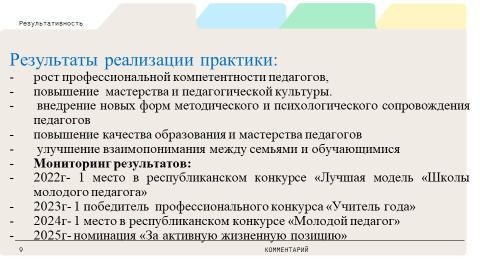 Результативность
Результаты реализации практики:
- рост профессиональной компетентности педагогов,
- повышение мастерства и педагогической культуры.
- внедрение новых форм методического и психологического сопровождения
педагогов
- повышение качества образования и мастерства педагогов
- улучшение взаимопонимания между семьями и обучающимися
- Мониторинг результатов:
- 2022г- 1 место в республиканском конкурсе «Лучшая модель «Школы
молодого педагога»
- 2023г- 1 победитель профессионального конкурса «Учитель года»
- 2024г- 1 место в республиканском конкурсе «Молодой педагог»
- 2025г- номинация «За активную жизненную позицию»
9 КОММЕНТАРИЙ